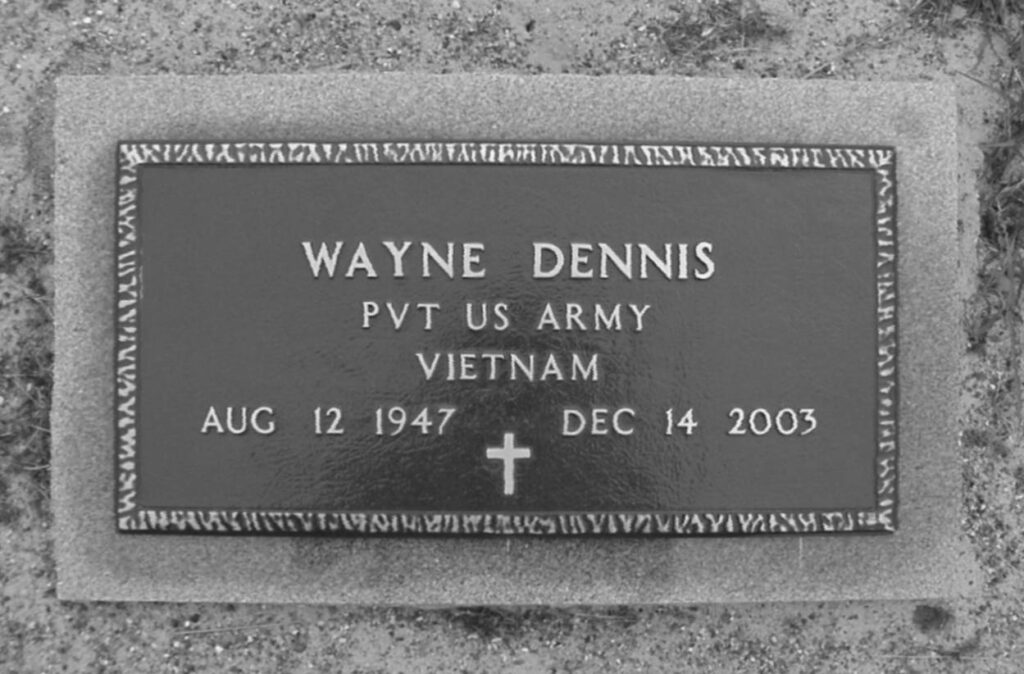 WAYNE DENNIS
PVT US ARMY
VIETNAM
AUG 12 1947 DEC 14 2003